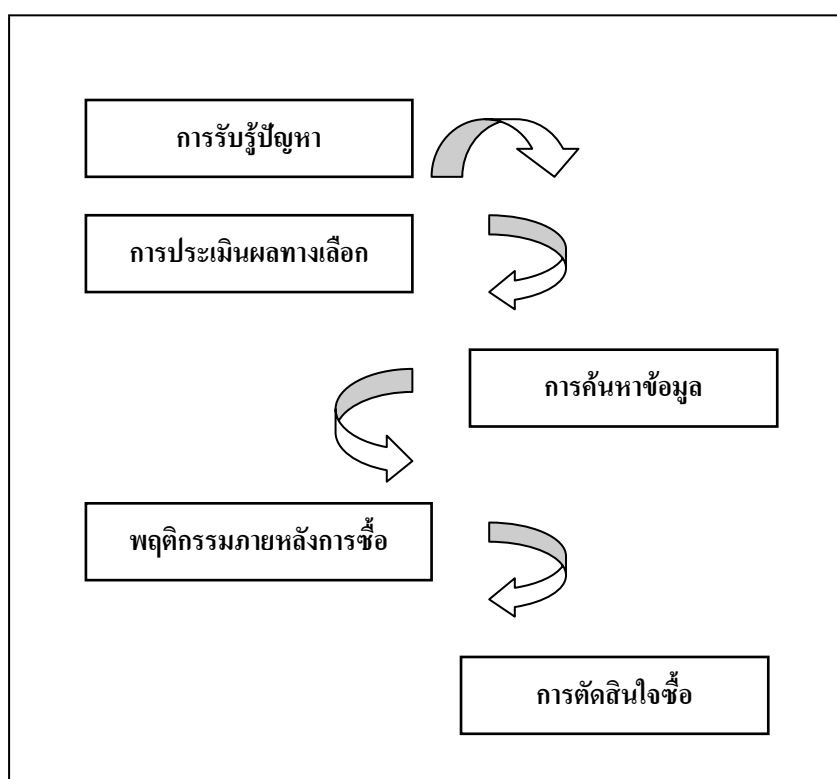 การรับรู้ปัญหา
การประเมินผลทางเลือก
การค้นหาข้อมูล
พฤติกรรมภายหลังการซื้อ
การตัดสินใจซื้อ